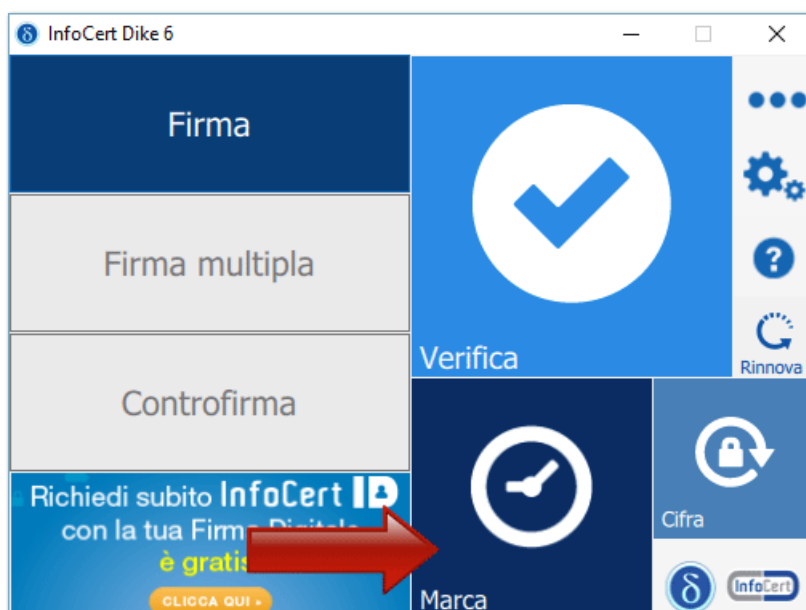 InfoCert Dike 6
Firma
Firma multipla
Controfirma
Richiedi subito InfoCert ID
con la tua Firma Digitale
è gratis
CLICCA QUI
Verifica
Rinnova
Marca
Cifra
InfoCert